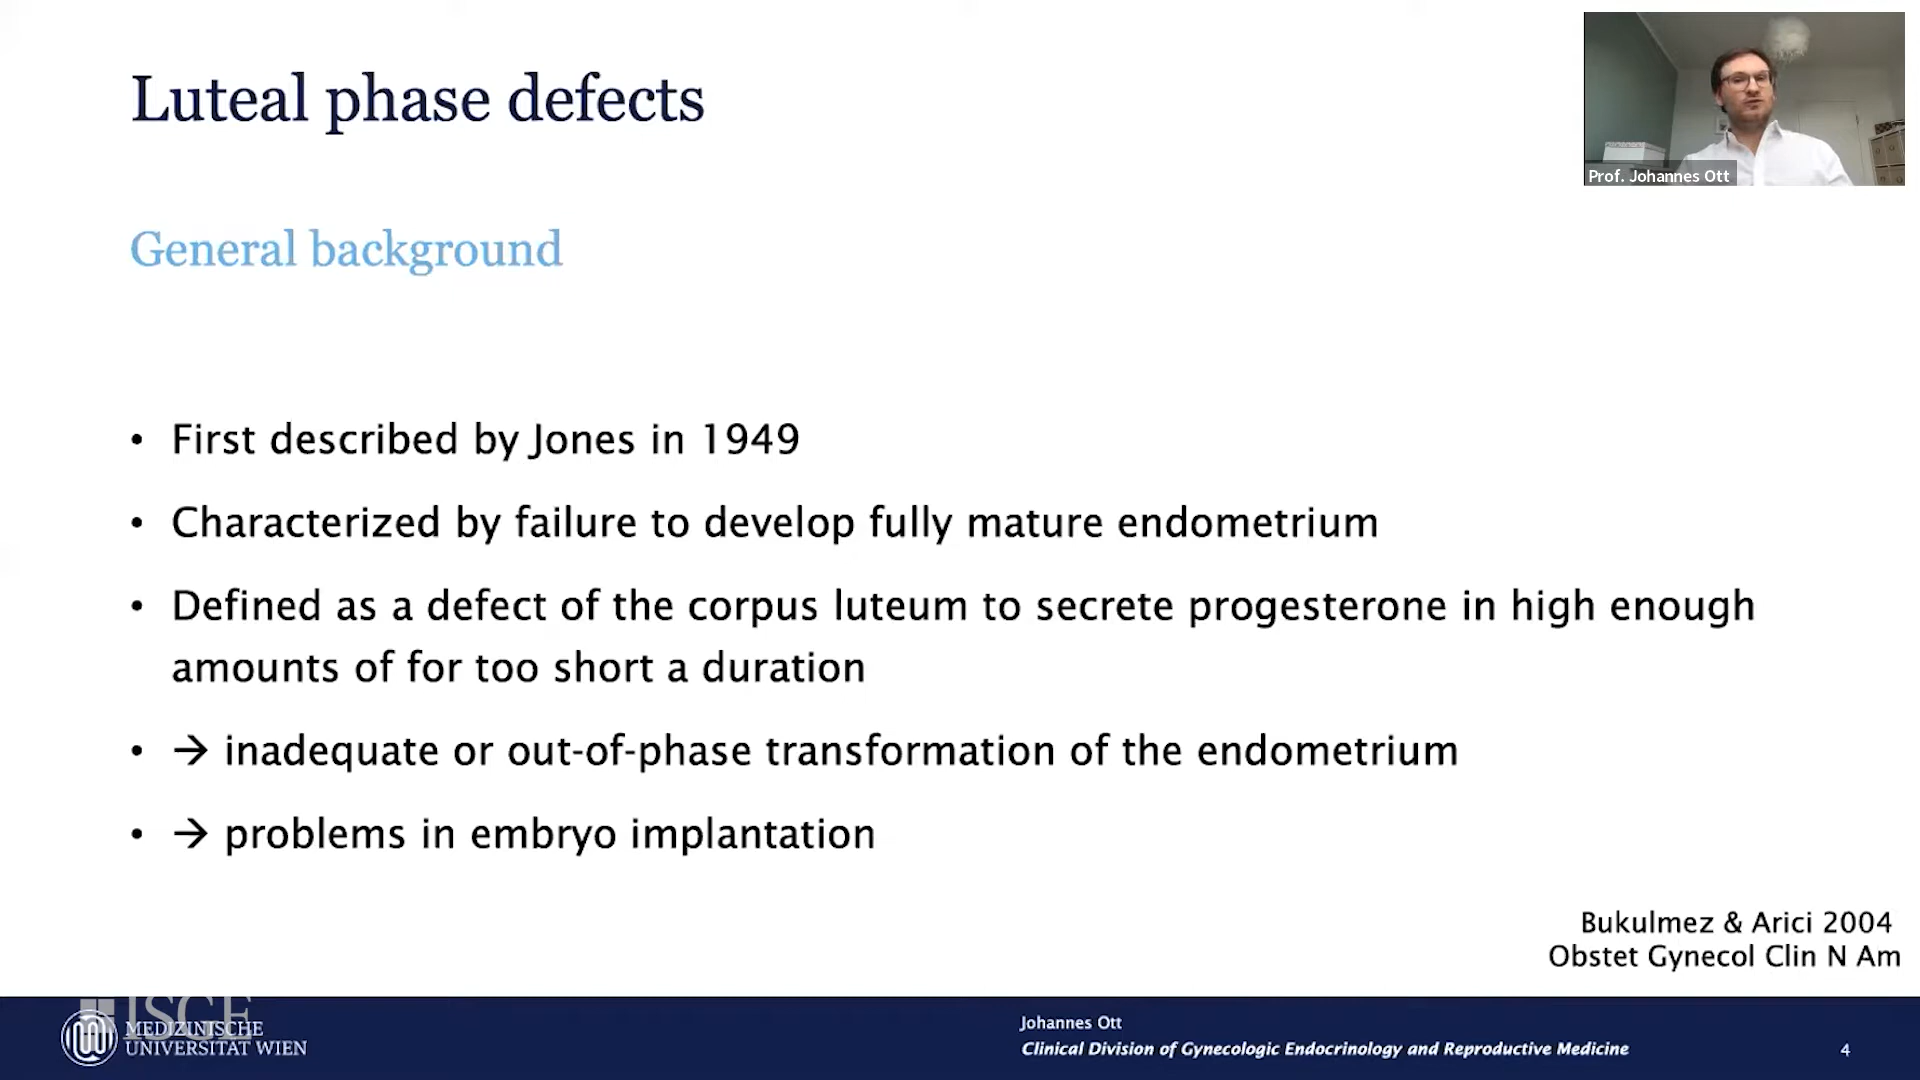 Luteal phase defects
Prof. Johannes Ott
General background
• First described by Jones in 1949
• Characterized by failure to develop fully mature endometrium
• Defined as a defect of the corpus luteum to secrete progesterone in high enough
amounts of for too short a duration
• → inadequate or out-of-phase transformation of the endometrium
• → problems in embryo implantation
Bukulmez & Arici 2004
Obstet Gynecol Clin N Am
ISGE
MEDIZINISCHE
UNIVERSITÄT WIEN
Johannes Ott
Clinical Division of Gynecologic Endocrinology and Reproductive Medicine
4